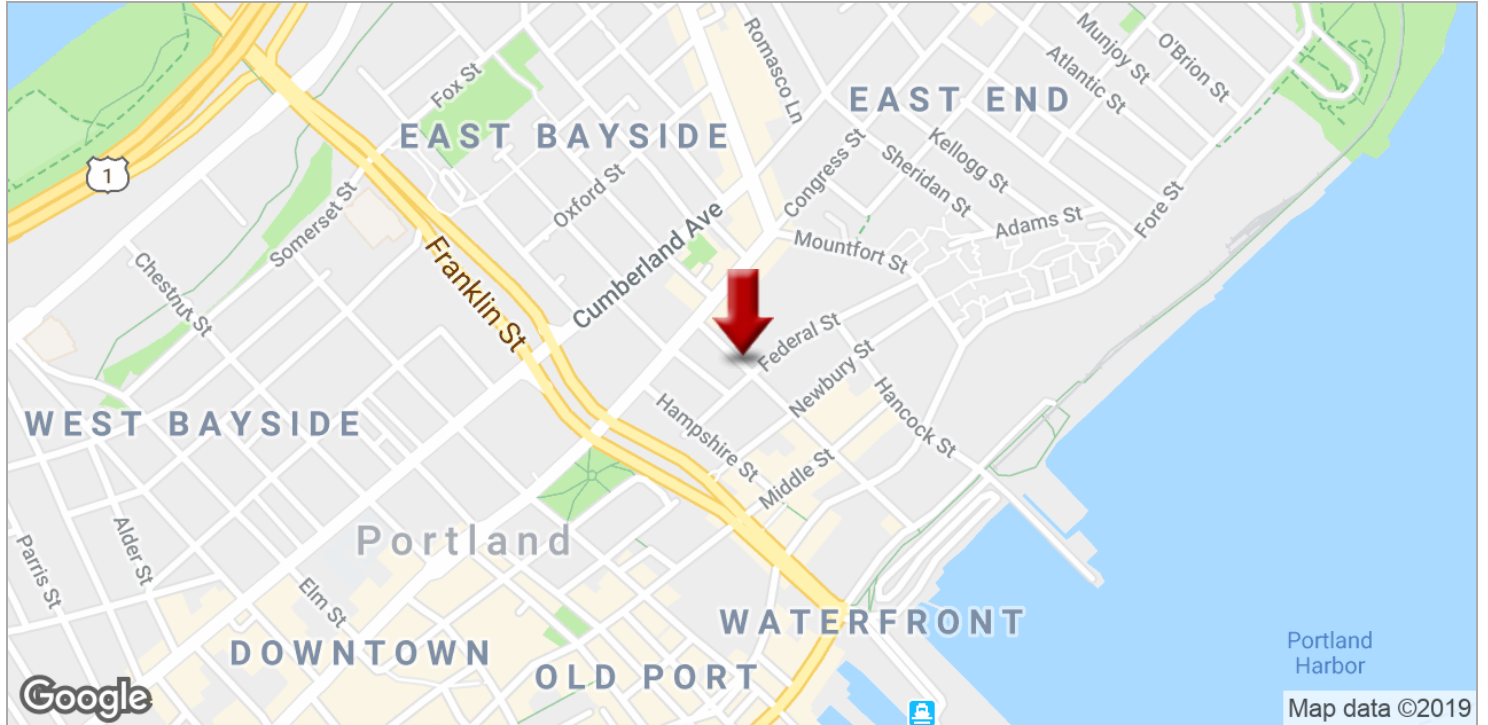 Romasco Ln
Munjoy St
O'Brion St
Atlantic St
Fox St
EAST END
EAST BAYSIDE
1
Kellogg St
Congress St
Sheridan St
Oxford St
Somerset St
Cumberland Ave
Adams St
Fore St
Mountfort St
Franklin St
Chestnut St
Federal St
Newbury St
Hancock St
WEST BAYSIDE
Hampshire St
Middle St
Portland
Alder St
Parris St
Elm St
WATERFRONT
DOWNTOWN
OLD PORT
Portland
Harbor
Google
Map data ©2019